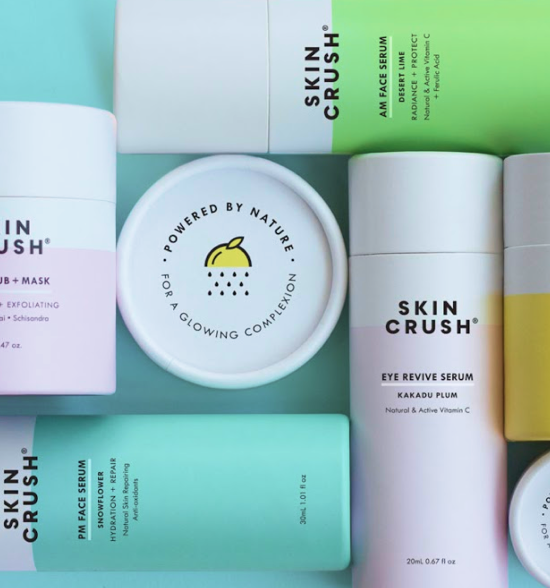 SKIN
CRUSH®
AM FACE SERUM
DESERT LIME
RADIANCE + PROTECT
Natural & Active Vitamin C
+ Ferulic Acid
• POWERED BY NATURE •
FOR A GLOWING COMPLEXION
IN
USH®
UB + MASK
+ EXFOLIATING
ai • Schisandra
47 oz.
SKIN
CRUSH®
EYE REVIVE SERUM
KAKADU PLUM
Natural & Active Vitamin C
20ml, 0.67 fl oz
SKIN
CRUSH®
PM FACE SERUM
SNOWFLOWER
HYDRATION + REPAIR
Natural Skin Repairing
Anti-oxidants
30ml, 1.01 fl oz
• PO
FOR